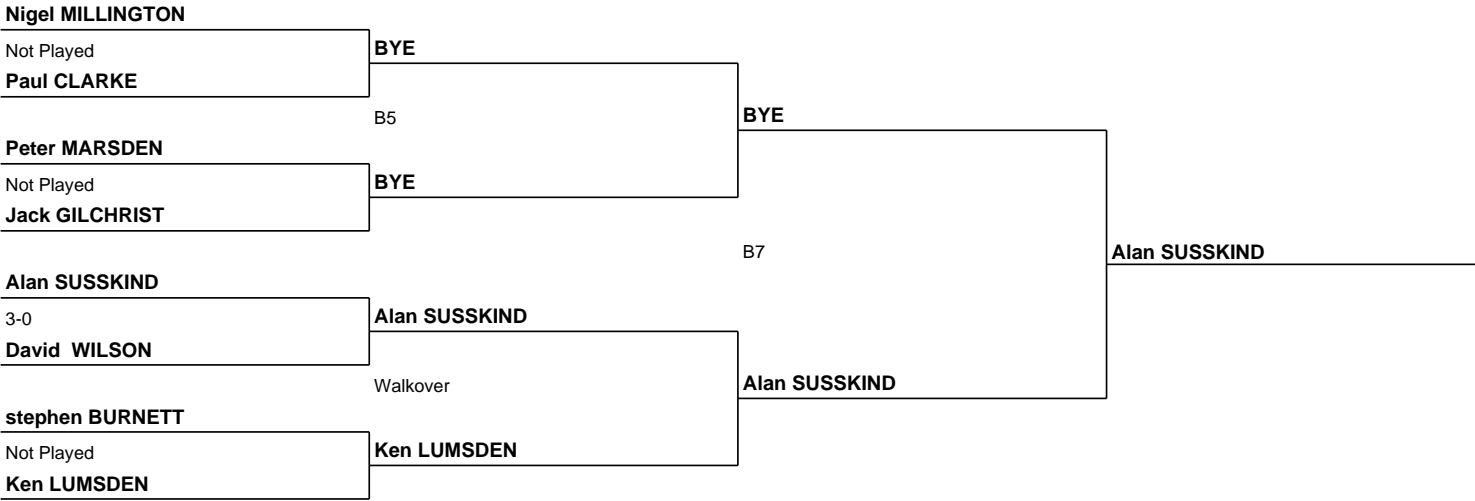 Nigel MILLINGTON
Not Played
BYE
Paul CLARKE
B5
BYE
Peter MARSDEN
Not Played
BYE
Jack GILCHRIST
B7
Alan SUSSKIND
Alan SUSSKIND
3-0
Alan SUSSKIND
David WILSON
Walkover
Alan SUSSKIND
stephen BURNETT
Not Played
Ken LUMSDEN
Ken LUMSDEN